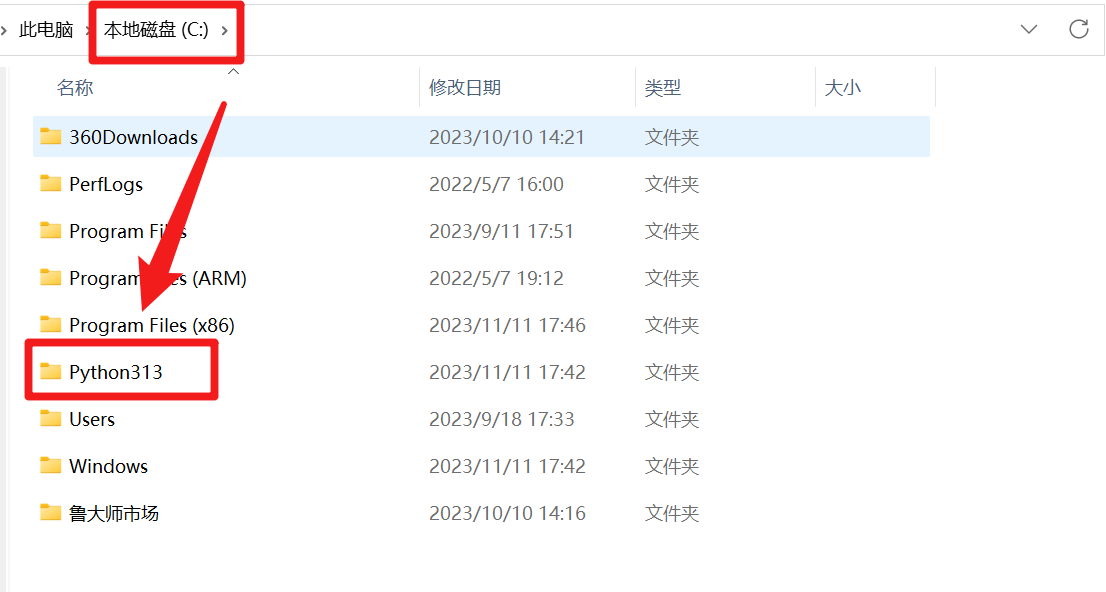 此电脑 本地磁盘 (C:)
名称 修改日期 类型 大小
360Downloads 2023/10/10 14:21 文件夹
PerfLogs 2022/5/7 16:00 文件夹
Program Files 2023/9/11 17:51 文件夹
Program Files (ARM) 2022/5/7 19:12 文件夹
Program Files (x86) 2023/11/11 17:46 文件夹
Python313 2023/11/11 17:42 文件夹
Users 2023/9/18 17:33 文件夹
Windows 2023/11/11 17:42 文件夹
鲁大师市场 2023/10/10 14:16 文件夹